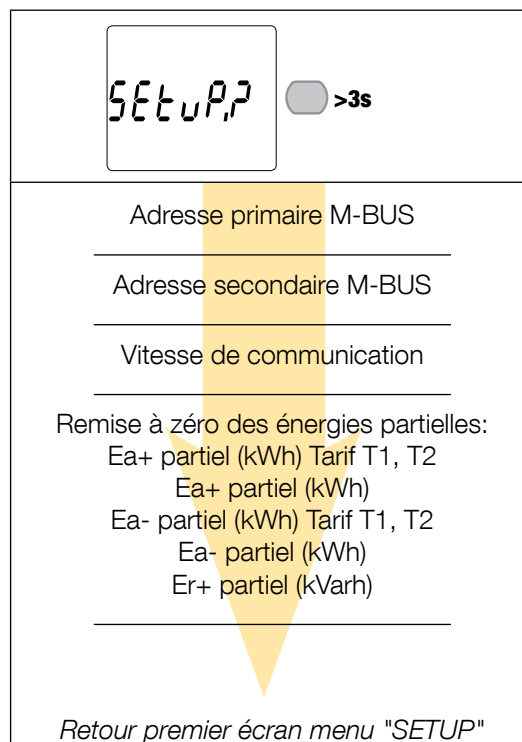 SEtuP,?
>3s
Adresse primaire M-BUS
Adresse secondaire M-BUS
Vitesse de communication
Remise à zéro des énergies partielles:
Ea+ partiel (kWh) Tarif T1, T2
Ea+ partiel (kWh)
Ea- partiel (kWh) Tarif T1, T2
Ea- partiel (kWh)
Er+ partiel (kVarh)
Retour premier écran menu "SETUP"